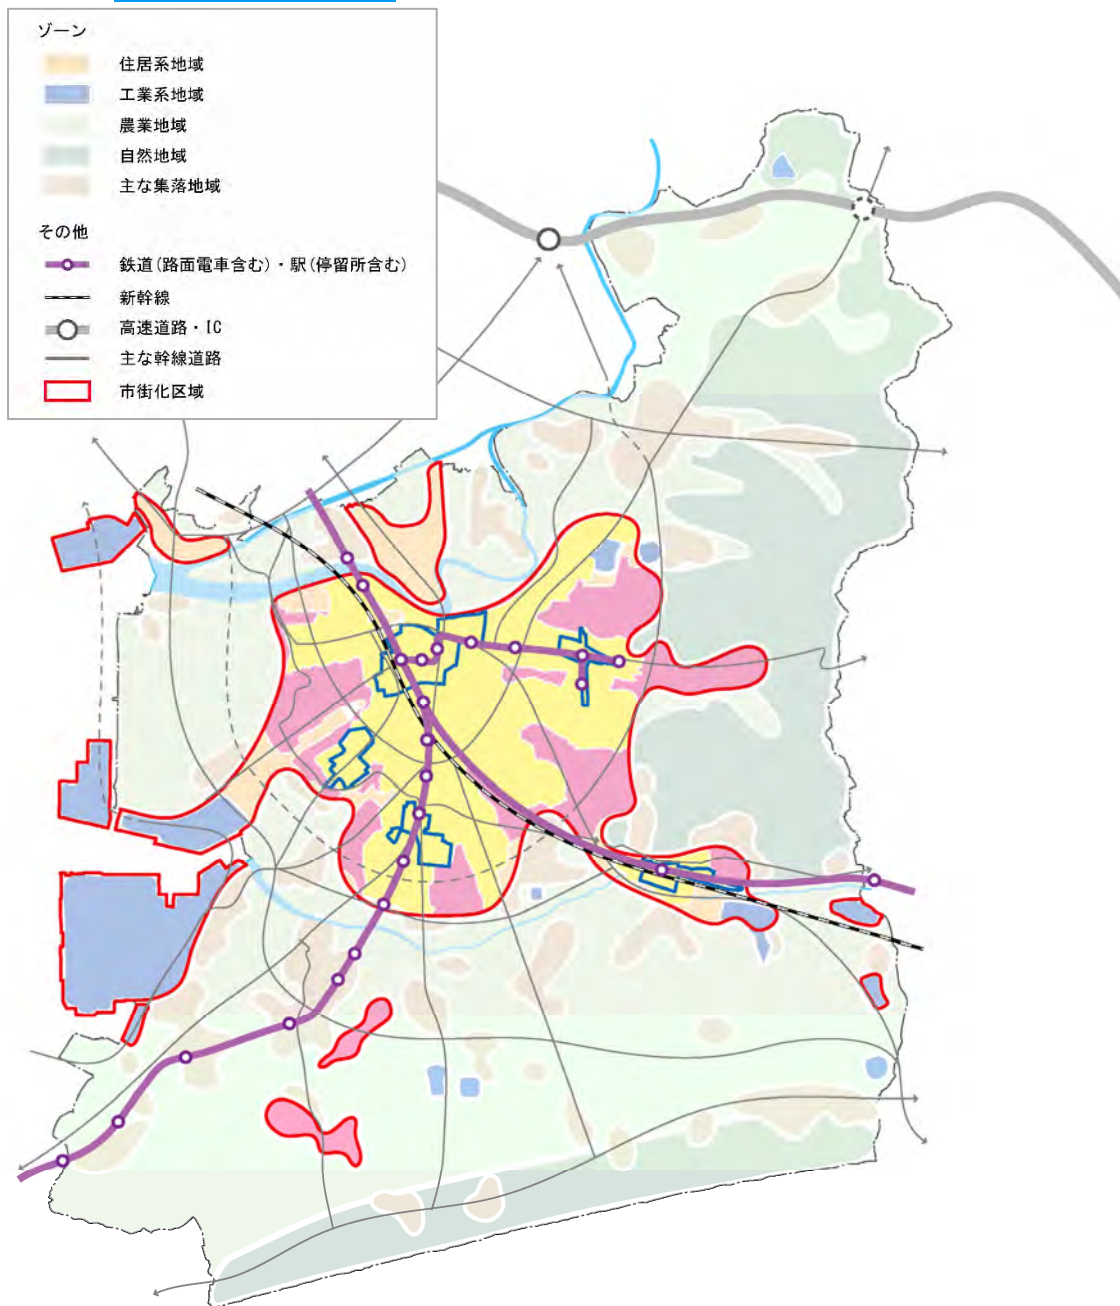 ゾーン
住居系地域
工業系地域
農業地域
自然地域
主な集落地域
その他
鉄道(路面電車含む)・駅(停留所含む)
新幹線
高速道路・IC
主な幹線道路
市街化区域